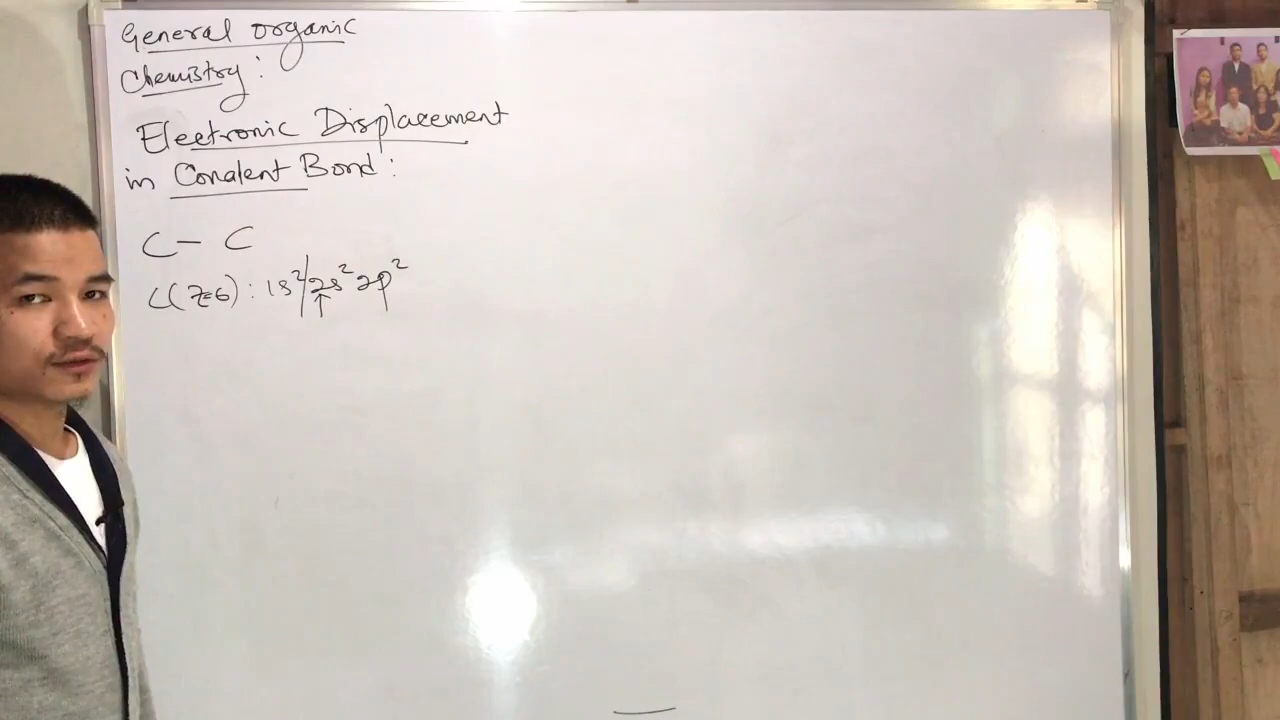 General organic
Chemistry:
Electronic Displacement
in Covalent Bond:
C - C
C(Z=6): 1s²/2s² 2p²